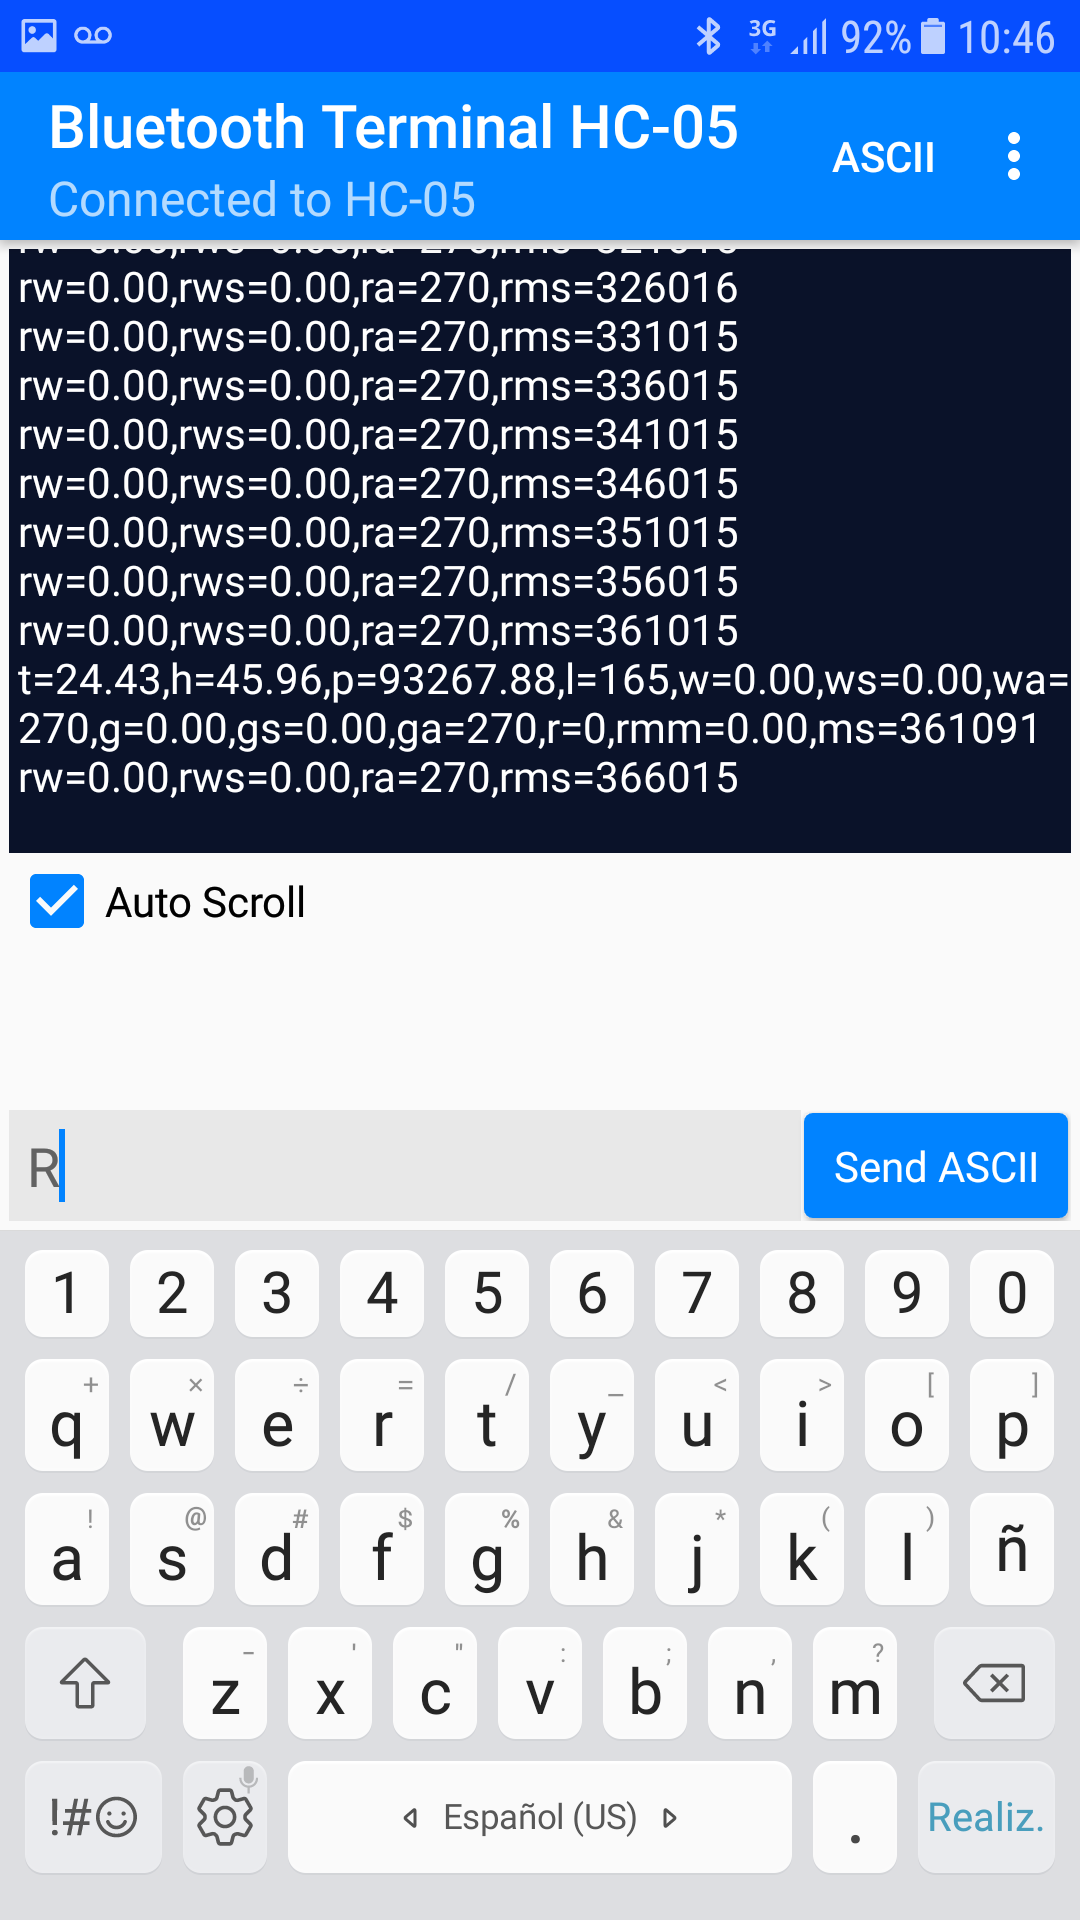 3G 92% 10:46
Bluetooth Terminal HC-05
ASCII
Connected to HC-05
rw=0.00,rws=0.00,ra=270,rms=326016
rw=0.00,rws=0.00,ra=270,rms=331015
rw=0.00,rws=0.00,ra=270,rms=336015
rw=0.00,rws=0.00,ra=270,rms=341015
rw=0.00,rws=0.00,ra=270,rms=346015
rw=0.00,rws=0.00,ra=270,rms=351015
rw=0.00,rws=0.00,ra=270,rms=356015
rw=0.00,rws=0.00,ra=270,rms=361015
t=24.43,h=45.96,p=93267.88,l=165,w=0.00,ws=0.00,wa=
270,g=0.00,gs=0.00,ga=270,r=0,rmm=0.00,ms=361091
rw=0.00,rws=0.00,ra=270,rms=366015
Auto Scroll
R
Send ASCII
1 2 3 4 5 6 7 8 9 0
+ × ÷ = / _ < > [ ]
q w e r t y u i o p
! @ # $ % & * ( )
a s d f g h j k l ñ
- ' " : ; , ?
z x c v b n m
!#☺ Español (US) . Realiz.